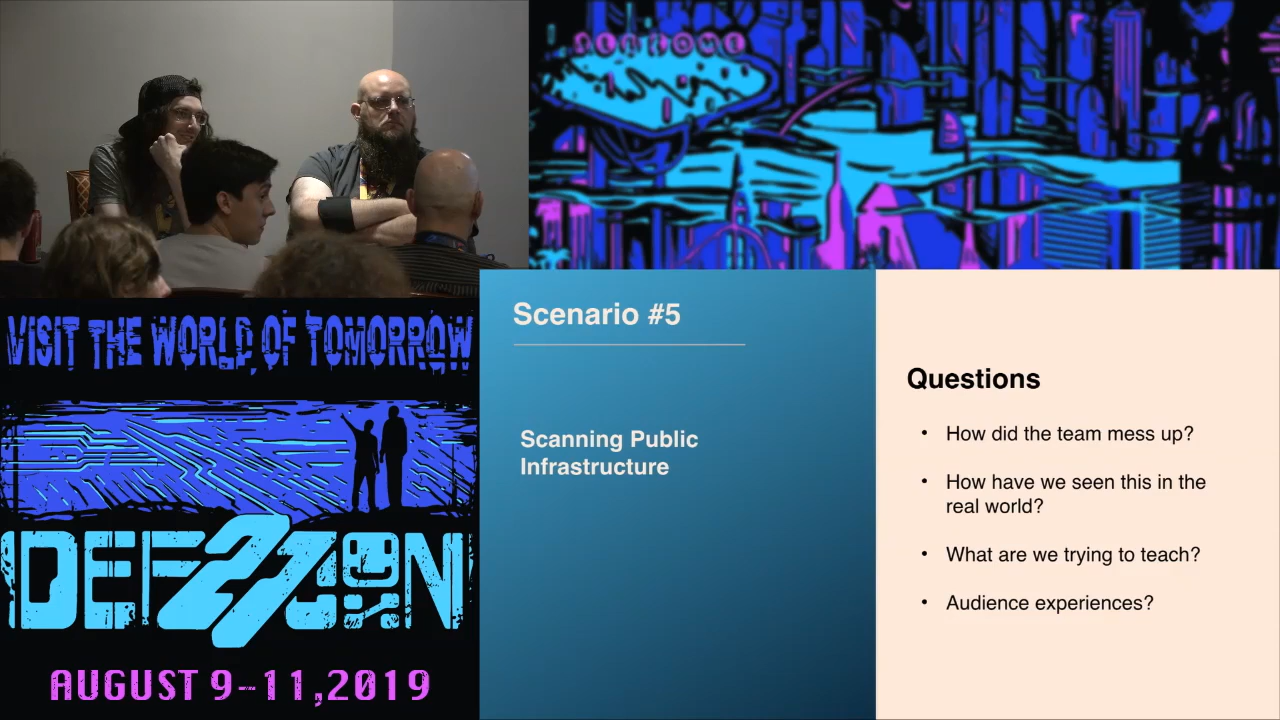 WELCOME
VISIT THE WORLD OF TOMORROW
DEF 27 CON
AUGUST 9-11,2019
Scenario #5
Scanning Public
Infrastructure
Questions
• How did the team mess up?
• How have we seen this in the
real world?
• What are we trying to teach?
• Audience experiences?